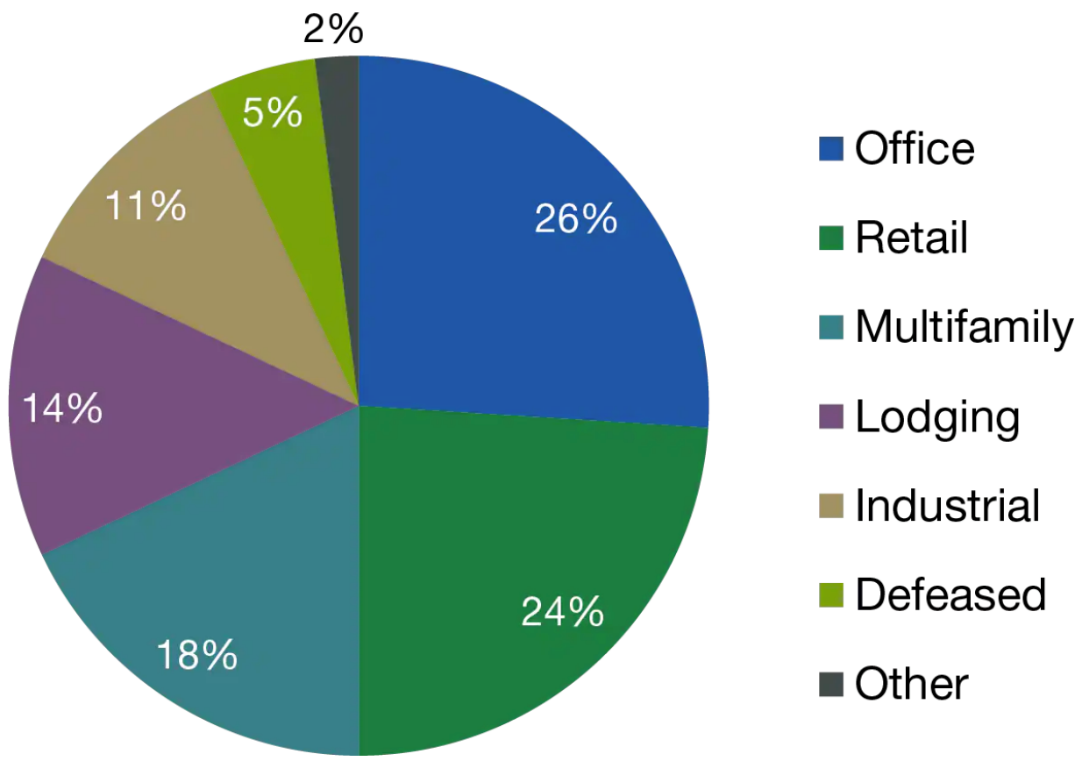 2%
5%
11%
26%
14%
24%
18%
Office
Retail
Multifamily
Lodging
Industrial
Defeased
Other